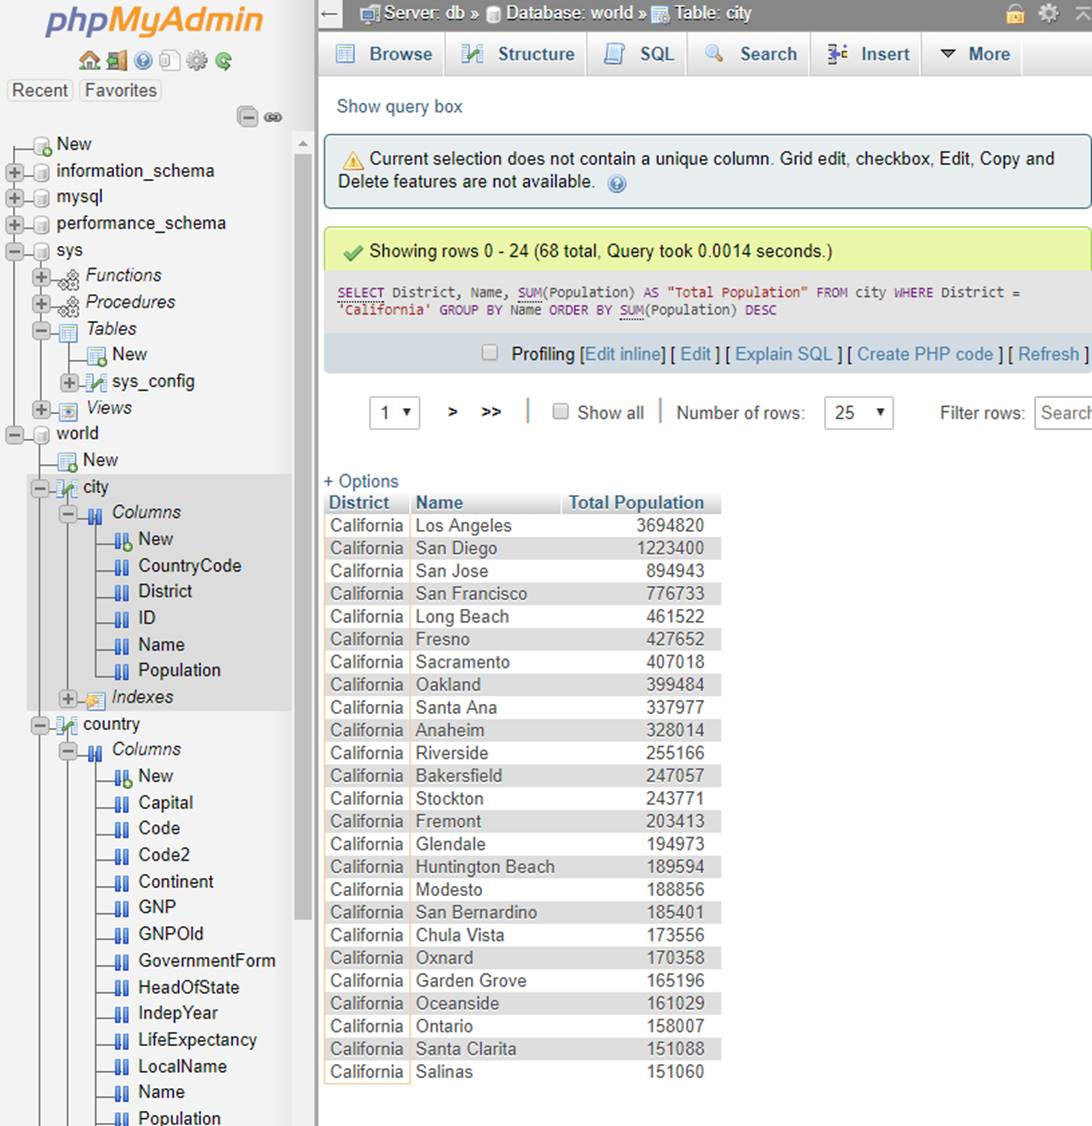 phpMyAdmin
Recent Favorites
New
information_schema
mysql
performance_schema
sys
Functions
Procedures
Tables
New
sys_config
Views
world
New
city
Columns
New
CountryCode
District
ID
Name
Population
Indexes
country
Columns
New
Capital
Code
Code2
Continent
GNP
GNPOld
GovernmentForm
HeadOfState
IndepYear
LifeExpectancy
LocalName
Name
Population
← Server: db » Database: world » Table: city
Browse Structure SQL Search Insert More
Show query box
Current selection does not contain a unique column. Grid edit, checkbox, Edit, Copy and
Delete features are not available.
Showing rows 0 - 24 (68 total, Query took 0.0014 seconds.)
SELECT District, Name, SUM(Population) AS "Total Population" FROM city WHERE District =
'California' GROUP BY Name ORDER BY SUM(Population) DESC
Profiling [Edit inline] [ Edit ] [ Explain SQL ] [ Create PHP code ] [ Refresh ]
1 > >> | Show all | Number of rows: 25 Filter rows: Search
+ Options
District Name Total Population
California Los Angeles 3694820
California San Diego 1223400
California San Jose 894943
California San Francisco 776733
California Long Beach 461522
California Fresno 427652
California Sacramento 407018
California Oakland 399484
California Santa Ana 337977
California Anaheim 328014
California Riverside 255166
California Bakersfield 247057
California Stockton 243771
California Fremont 203413
California Glendale 194973
California Huntington Beach 189594
California Modesto 188856
California San Bernardino 185401
California Chula Vista 173556
California Oxnard 170358
California Garden Grove 165196
California Oceanside 161029
California Ontario 158007
California Santa Clarita 151088
California Salinas 151060